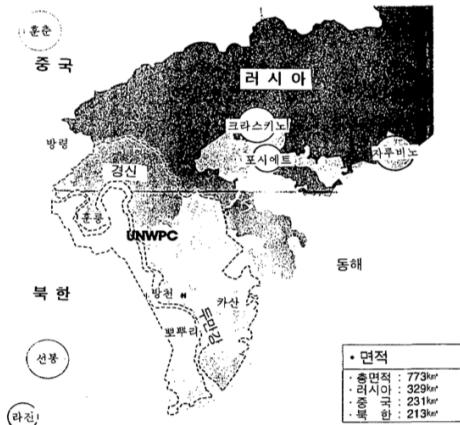 훈춘
중 국
러 시 아
크라스키노
포시에트
자루비노
방령
경신
훈륭
UNWPC
동해
북 한
방천
카산
두만강
뽀뿌리
선봉
라진
• 면적
· 총면적 : 773㎢
· 러시아 : 329㎢
· 중 국 : 231㎢
· 북 한 : 213㎢